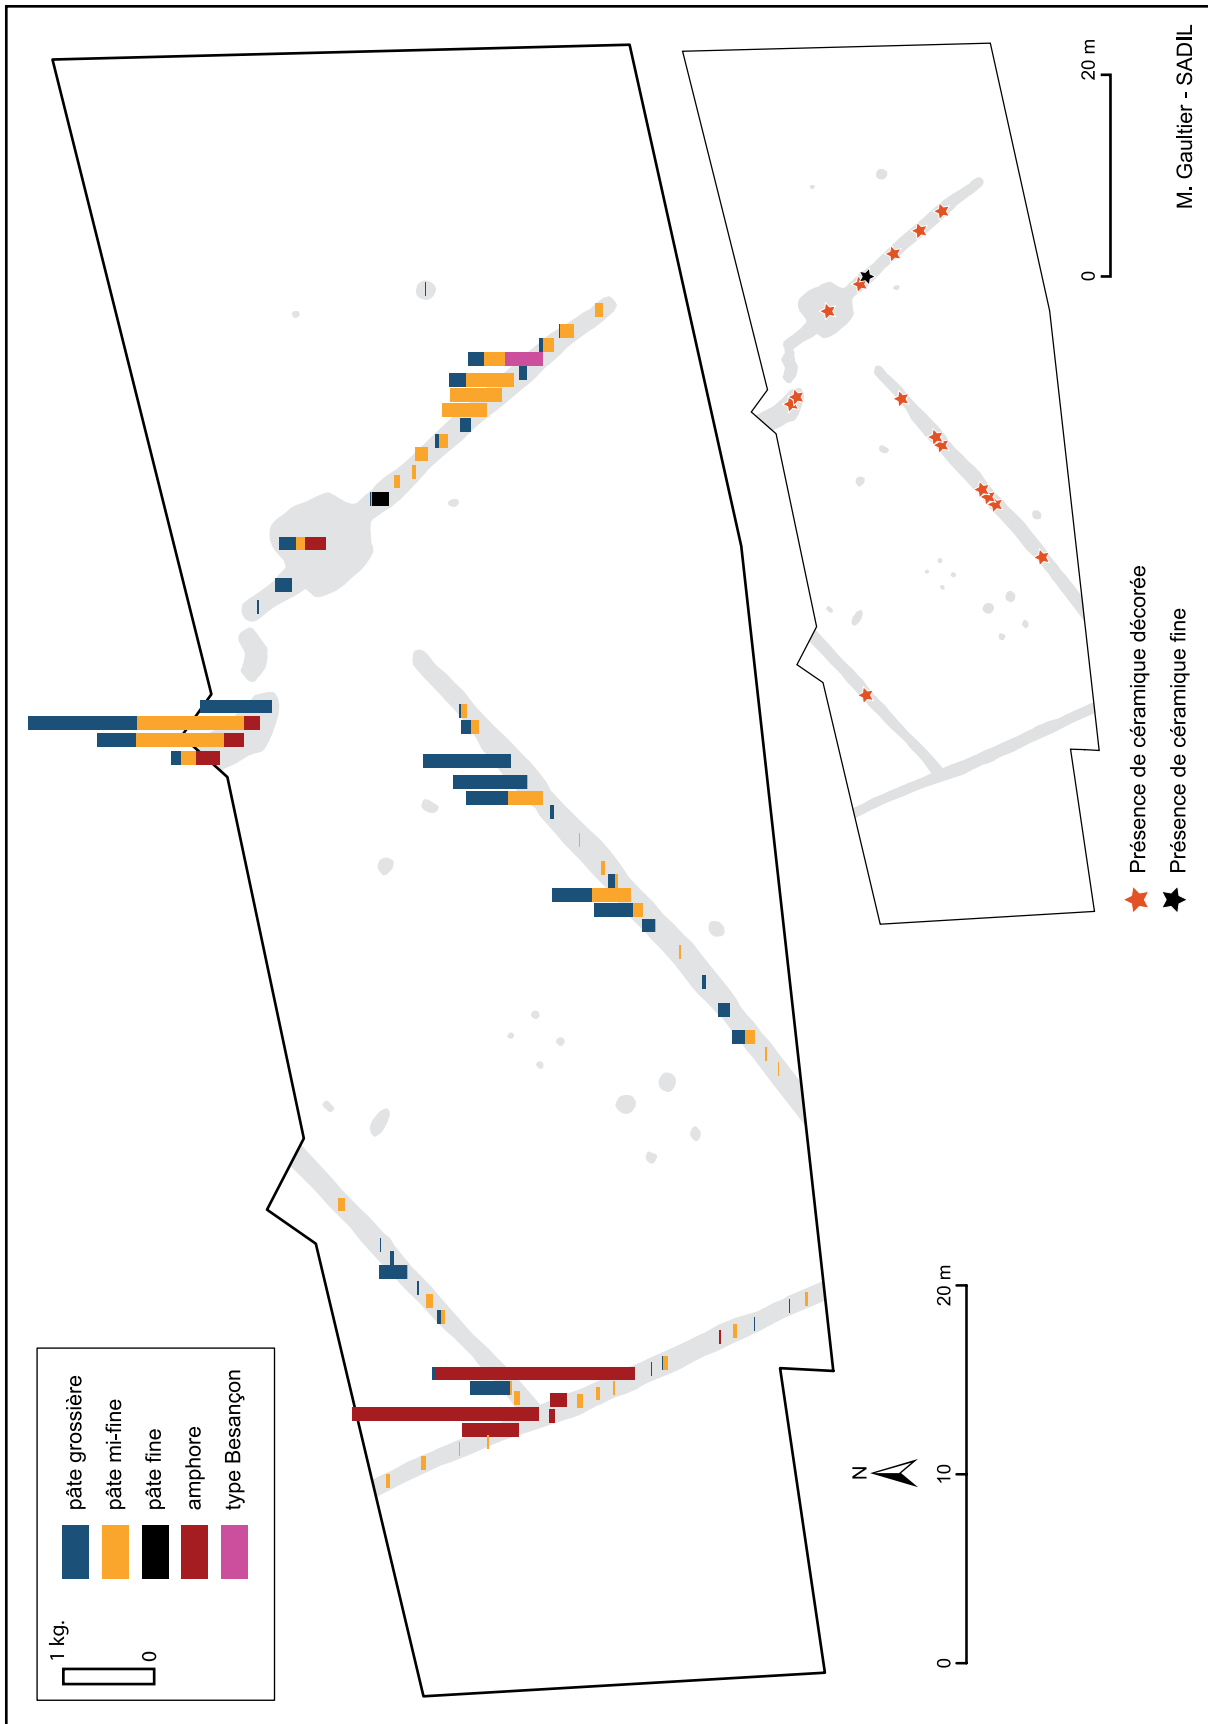 1 kg.
0
pâte grossière
pâte mi-fine
pâte fine
amphore
type Besançon
N
0
10
20 m
Présence de céramique décorée
Présence de céramique fine
0
20 m
M. Gaultier - SADIL